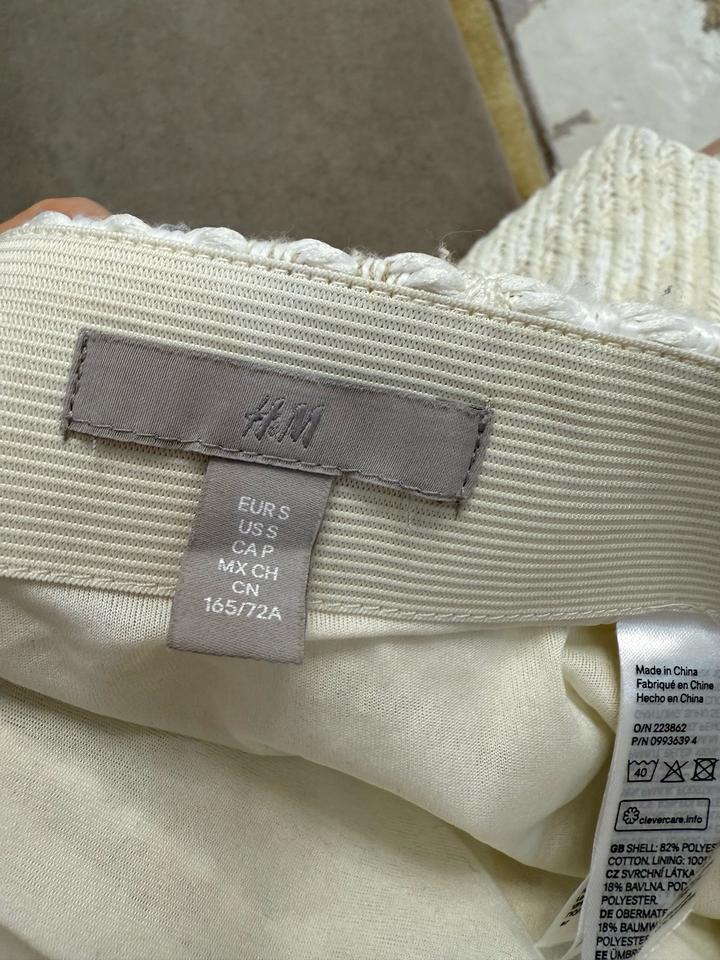 H&M
EUR S
US S
CA P
MX CH
CN
165/72A
Made in China
Fabriqué en Chine
Hecho en China
O/N 223862
P/N 0993639 4
40
clevercare.info
GB SHELL: 82% POLYES
COTTON. LINING: 100%
CZ SVRCHNÍ LÁTKA
18% BAVLNA. POD
POLYESTER.
DE OBERMATE
18% BAUMW
POLYESTE
EE ÜMBR